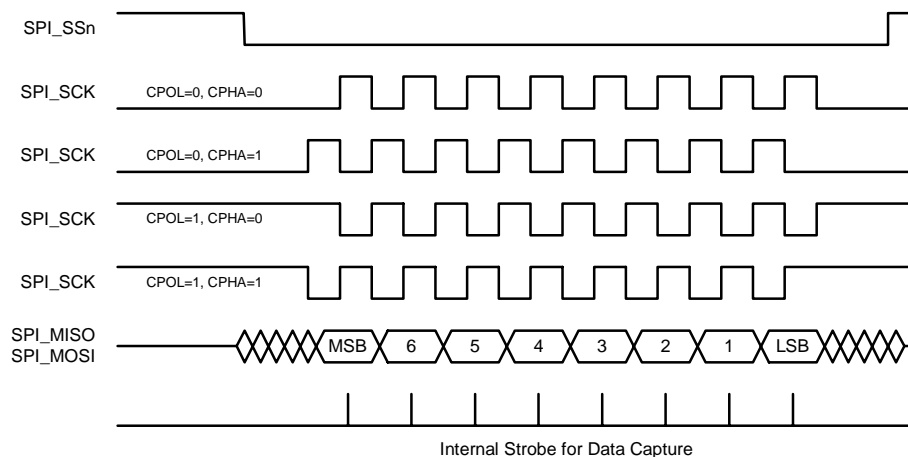 SPI_SSn
SPI_SCK CPOL=0, CPHA=0
SPI_SCK CPOL=0, CPHA=1
SPI_SCK CPOL=1, CPHA=0
SPI_SCK CPOL=1, CPHA=1
SPI_MISO
SPI_MOSI
MSB 6 5 4 3 2 1 LSB
Internal Strobe for Data Capture